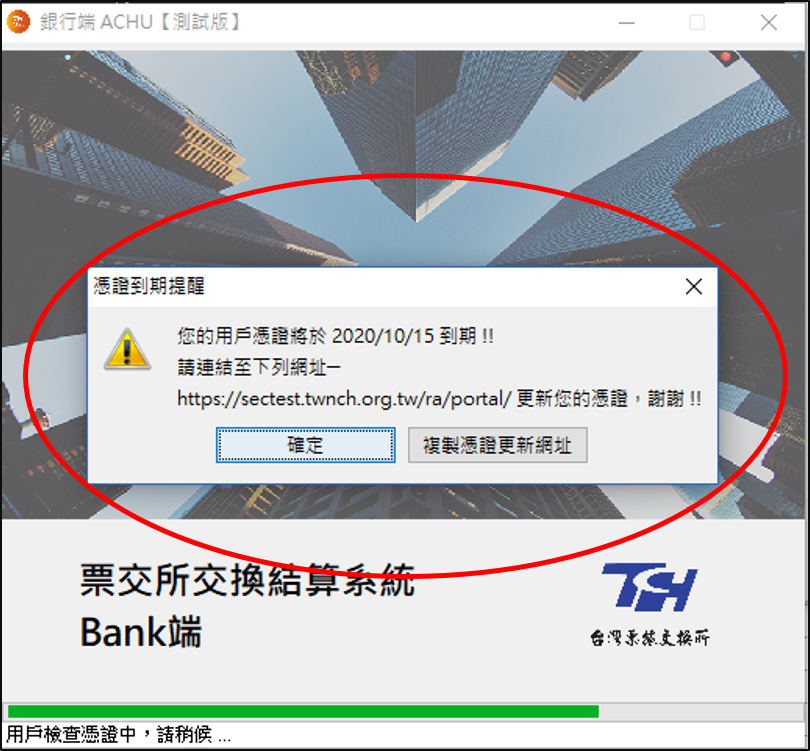 銀行端 ACHU【測試版】
憑證到期提醒
您的用戶憑證將於 2020/10/15 到期 !!
請連結至下列網址─
https://sectest.twnch.org.tw/ra/portal/ 更新您的憑證，謝謝 !!
確定 複製憑證更新網址
票交所交換結算系統
Bank端
TCH
台灣票據交換所
用戶檢查憑證中，請稍候 ...